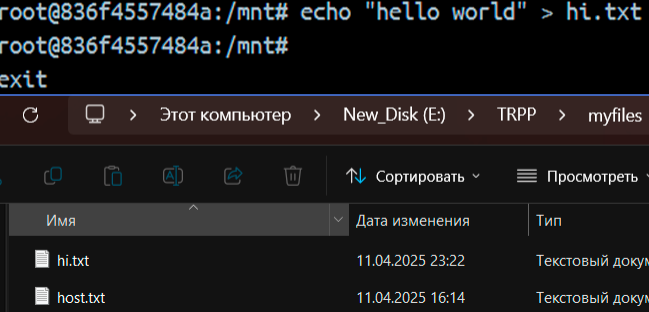 root@836f4557484a:/mnt# echo "hello world" > hi.txt
root@836f4557484a:/mnt#
exit
Этот компьютер > New_Disk (E:) > TRPP > myfiles
Сортировать Просмотреть
Имя Дата изменения Тип
hi.txt 11.04.2025 23:22 Текстовый докум
host.txt 11.04.2025 16:14 Текстовый докум